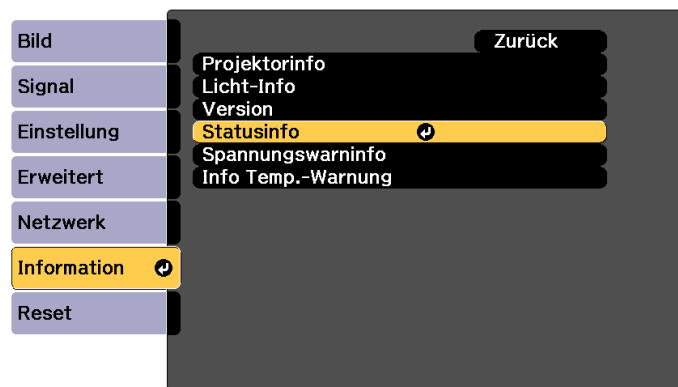 Bild
Signal
Einstellung
Erweitert
Netzwerk
Information
Reset
Zurück
Projektorinfo
Licht-Info
Version
Statusinfo
Spannungswarninfo
Info Temp.-Warnung